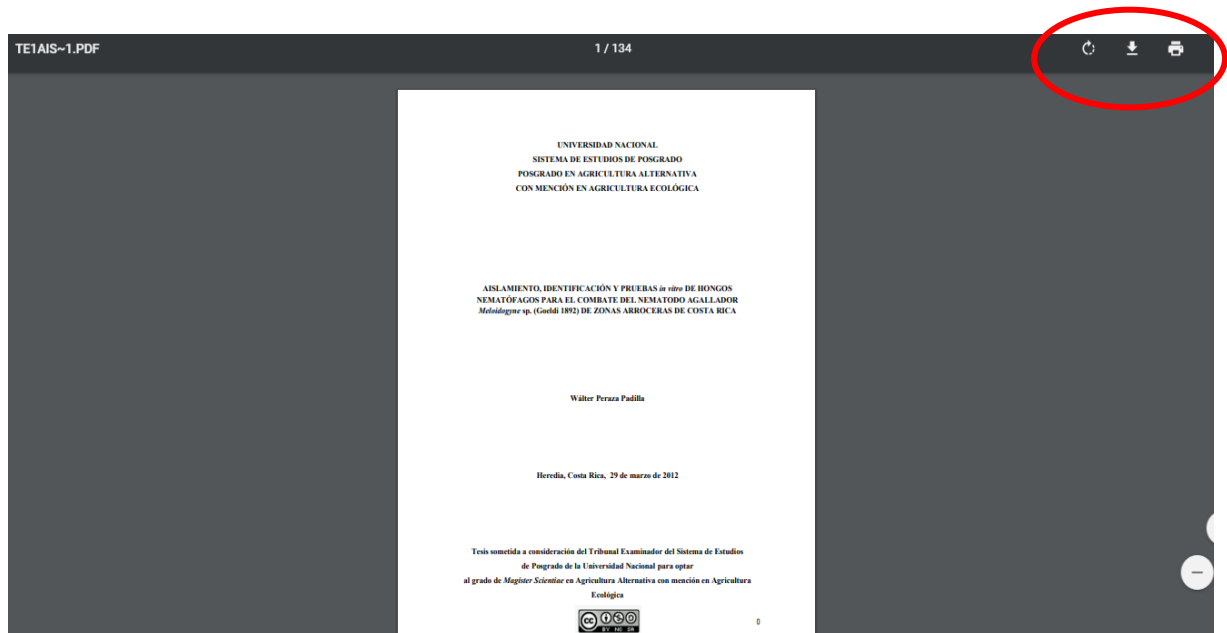 TE1AIS~1.PDF
1 / 134
UNIVERSIDAD NACIONAL
SISTEMA DE ESTUDIOS DE POSGRADO
POSGRADO EN AGRICULTURA ALTERNATIVA
CON MENCIÓN EN AGRICULTURA ECOLÓGICA
AISLAMIENTO, IDENTIFICACIÓN Y PRUEBAS in vitro DE HONGOS
NEMATÓFAGOS PARA EL COMBATE DEL NEMATODO AGALLADOR
Meloidogyne sp. (Goeldi 1892) DE ZONAS ARROCERAS DE COSTA RICA
Wálter Peraza Padilla
Heredia, Costa Rica, 29 de marzo de 2012
Tesis sometida a consideración del Tribunal Examinador del Sistema de Estudios
de Posgrado de la Universidad Nacional para optar
al grado de Magister Scientiae en Agricultura Alternativa con mención en Agricultura
Ecológica
cc
BY NC SA
0